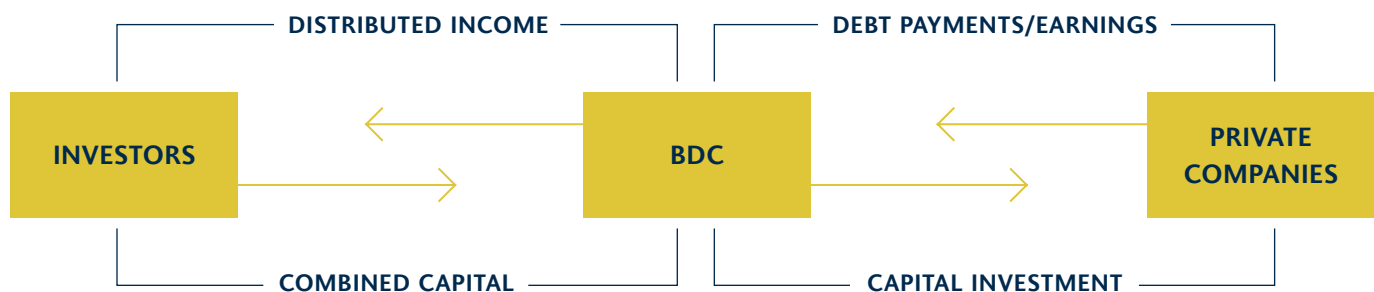 DISTRIBUTED INCOME
DEBT PAYMENTS/EARNINGS
INVESTORS
BDC
PRIVATE
COMPANIES
COMBINED CAPITAL
CAPITAL INVESTMENT